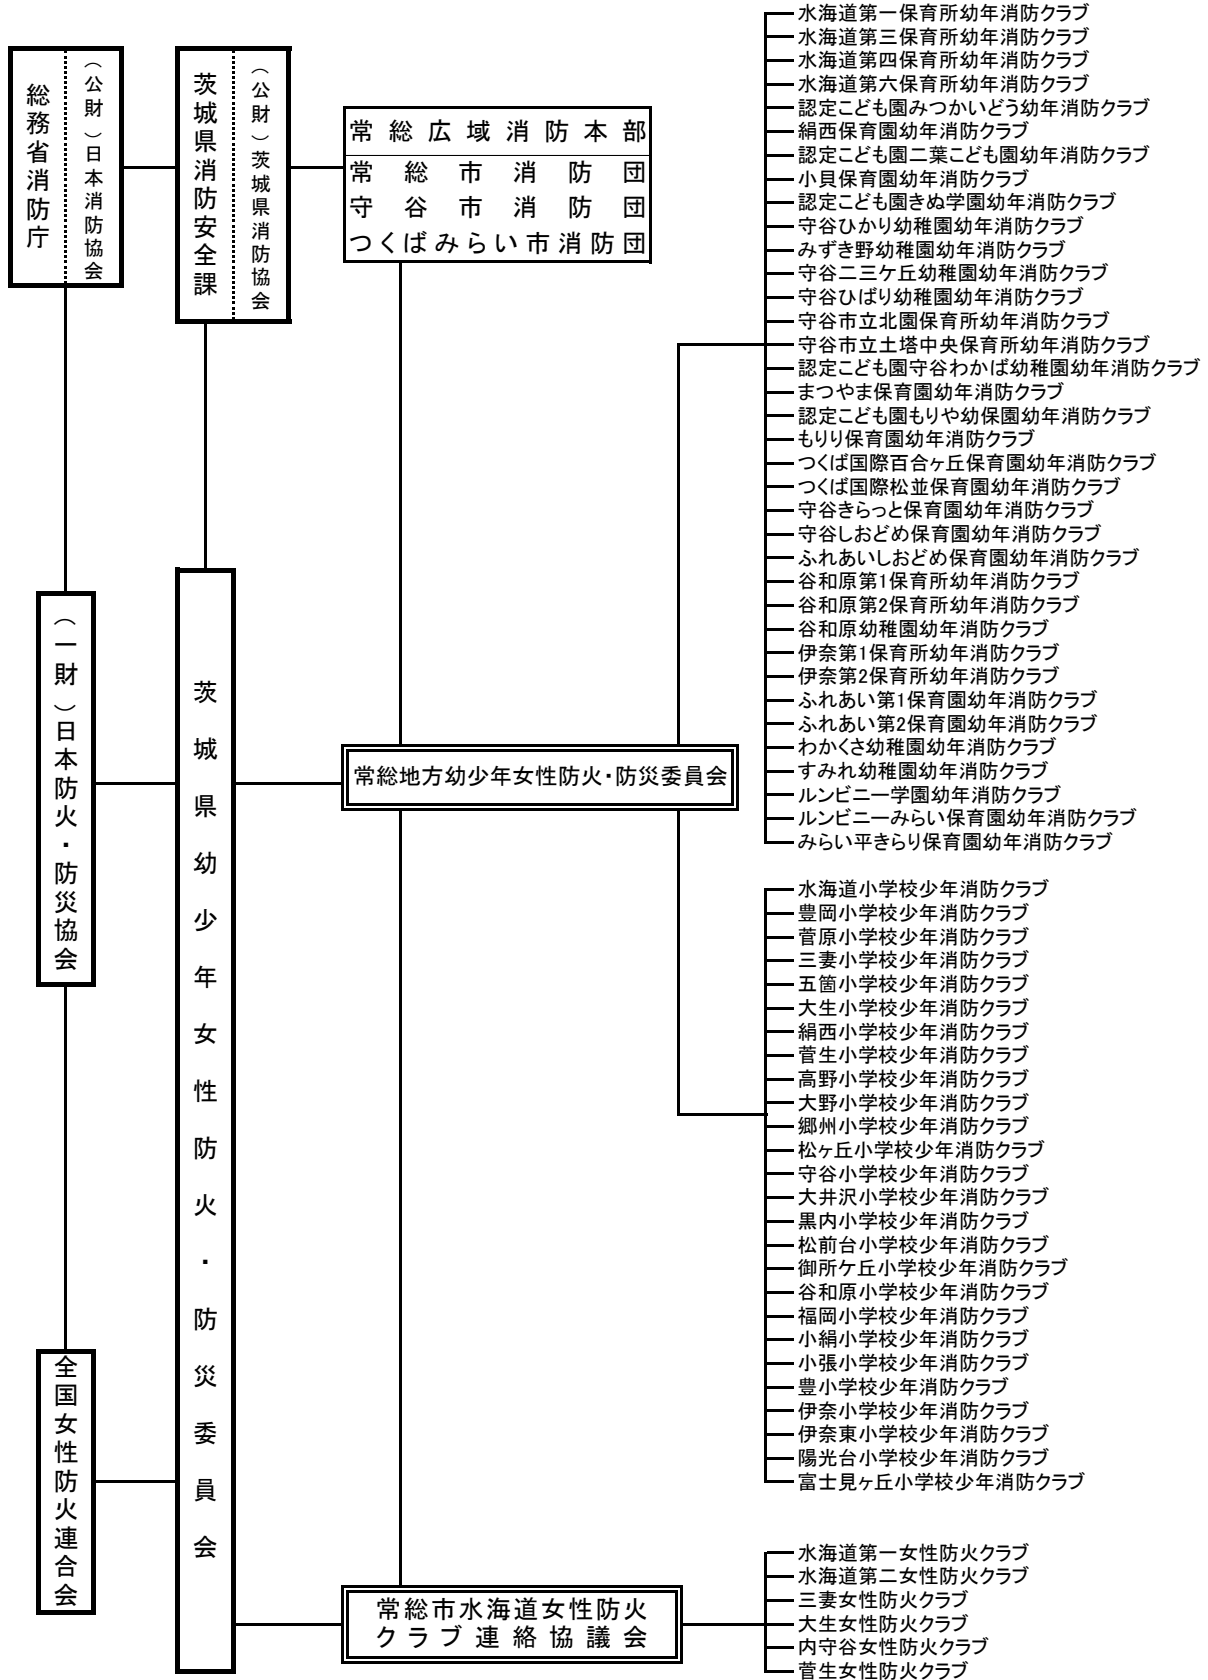 総務省消防庁
（公財）日本消防協会
茨城県消防安全課
（公財）茨城県消防協会
常総広域消防本部
常総市消防団
守谷市消防団
つくばみらい市消防団
（一財）日本防火・防災協会
茨城県幼少年女性防火・防災委員会
常総地方幼少年女性防火・防災委員会
全国女性防火連合会
常総市水海道女性防火
クラブ連絡協議会
水海道第一保育所幼年消防クラブ
水海道第三保育所幼年消防クラブ
水海道第四保育所幼年消防クラブ
水海道第六保育所幼年消防クラブ
認定こども園みつかいどう幼年消防クラブ
絹西保育園幼年消防クラブ
認定こども園二葉こども園幼年消防クラブ
小貝保育園幼年消防クラブ
認定こども園きぬ学園幼年消防クラブ
守谷ひかり幼稚園幼年消防クラブ
みずき野幼稚園幼年消防クラブ
守谷二三ケ丘幼稚園幼年消防クラブ
守谷ひばり幼稚園幼年消防クラブ
守谷市立北園保育所幼年消防クラブ
守谷市立土塔中央保育所幼年消防クラブ
認定こども園守谷わかば幼稚園幼年消防クラブ
まつやま保育園幼年消防クラブ
認定こども園もりや幼保園幼年消防クラブ
もりり保育園幼年消防クラブ
つくば国際百合ヶ丘保育園幼年消防クラブ
つくば国際松並保育園幼年消防クラブ
守谷きらっと保育園幼年消防クラブ
守谷しおどめ保育園幼年消防クラブ
ふれあいしおどめ保育園幼年消防クラブ
谷和原第1保育所幼年消防クラブ
谷和原第2保育所幼年消防クラブ
谷和原幼稚園幼年消防クラブ
伊奈第1保育所幼年消防クラブ
伊奈第2保育所幼年消防クラブ
ふれあい第1保育園幼年消防クラブ
ふれあい第2保育園幼年消防クラブ
わかくさ幼稚園幼年消防クラブ
すみれ幼稚園幼年消防クラブ
ルンビニー学園幼年消防クラブ
ルンビニーみらい保育園幼年消防クラブ
みらい平きらり保育園幼年消防クラブ
水海道小学校少年消防クラブ
豊岡小学校少年消防クラブ
菅原小学校少年消防クラブ
三妻小学校少年消防クラブ
五箇小学校少年消防クラブ
大生小学校少年消防クラブ
絹西小学校少年消防クラブ
菅生小学校少年消防クラブ
高野小学校少年消防クラブ
大野小学校少年消防クラブ
郷州小学校少年消防クラブ
松ヶ丘小学校少年消防クラブ
守谷小学校少年消防クラブ
大井沢小学校少年消防クラブ
黒内小学校少年消防クラブ
松前台小学校少年消防クラブ
御所ケ丘小学校少年消防クラブ
谷和原小学校少年消防クラブ
福岡小学校少年消防クラブ
小絹小学校少年消防クラブ
小張小学校少年消防クラブ
豊小学校少年消防クラブ
伊奈小学校少年消防クラブ
伊奈東小学校少年消防クラブ
陽光台小学校少年消防クラブ
富士見ヶ丘小学校少年消防クラブ
水海道第一女性防火クラブ
水海道第二女性防火クラブ
三妻女性防火クラブ
大生女性防火クラブ
内守谷女性防火クラブ
菅生女性防火クラブ